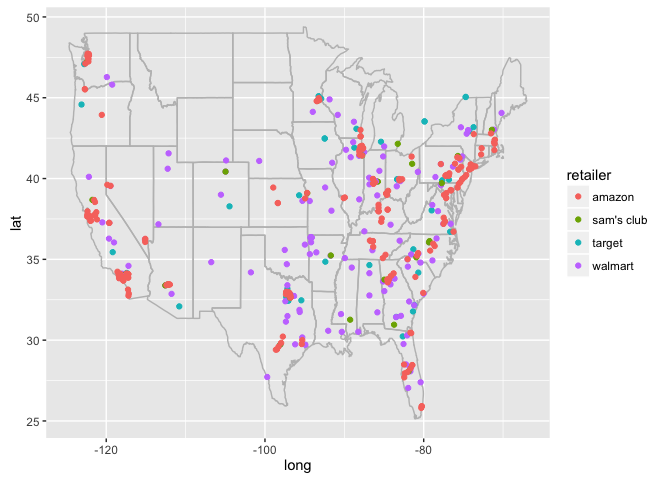 50
45
40
35
30
25
lat
-120
-100
-80
long
retailer
amazon
sam's club
target
walmart